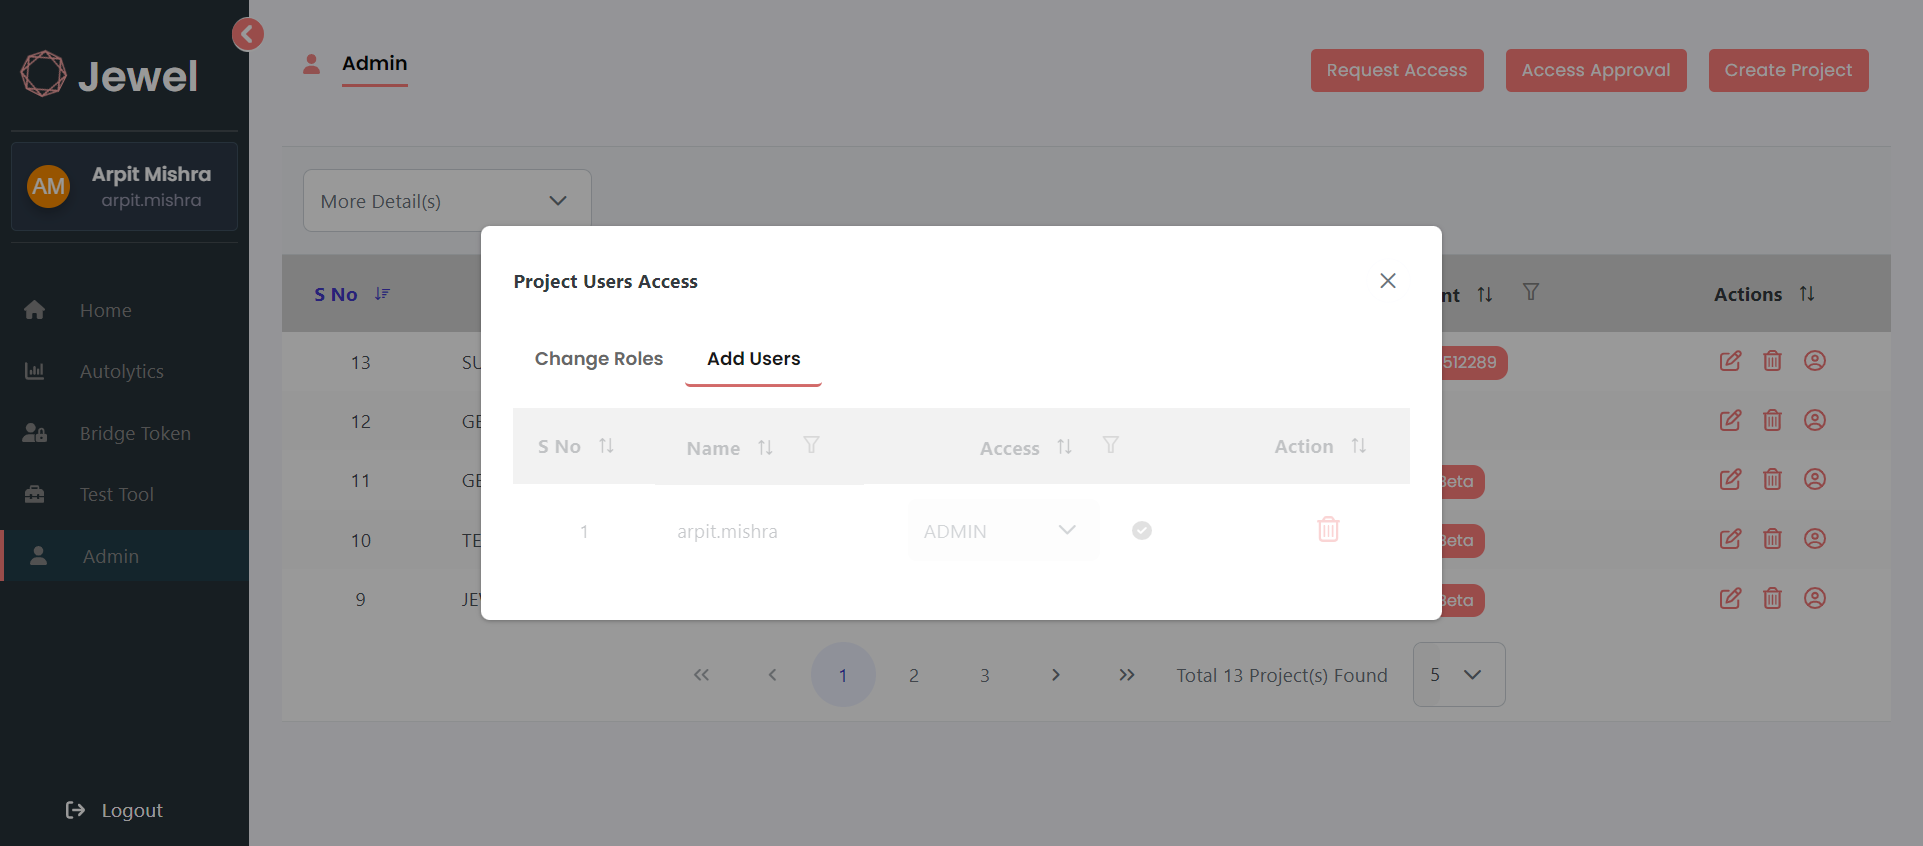 Jewel
AM
Arpit Mishra
arpit.mishra
Home
Autolytics
Bridge Token
Test Tool
Admin
Logout
Admin
Request Access
Access Approval
Create Project
More Detail(s)
S No
nt
Actions
13
SU
512289
12
GE
11
GE
Beta
10
TE
Beta
9
JE
Beta
Project Users Access
Change Roles
Add Users
S No
Name
Access
Action
1
arpit.mishra
ADMIN
1
2
3
Total 13 Project(s) Found
5